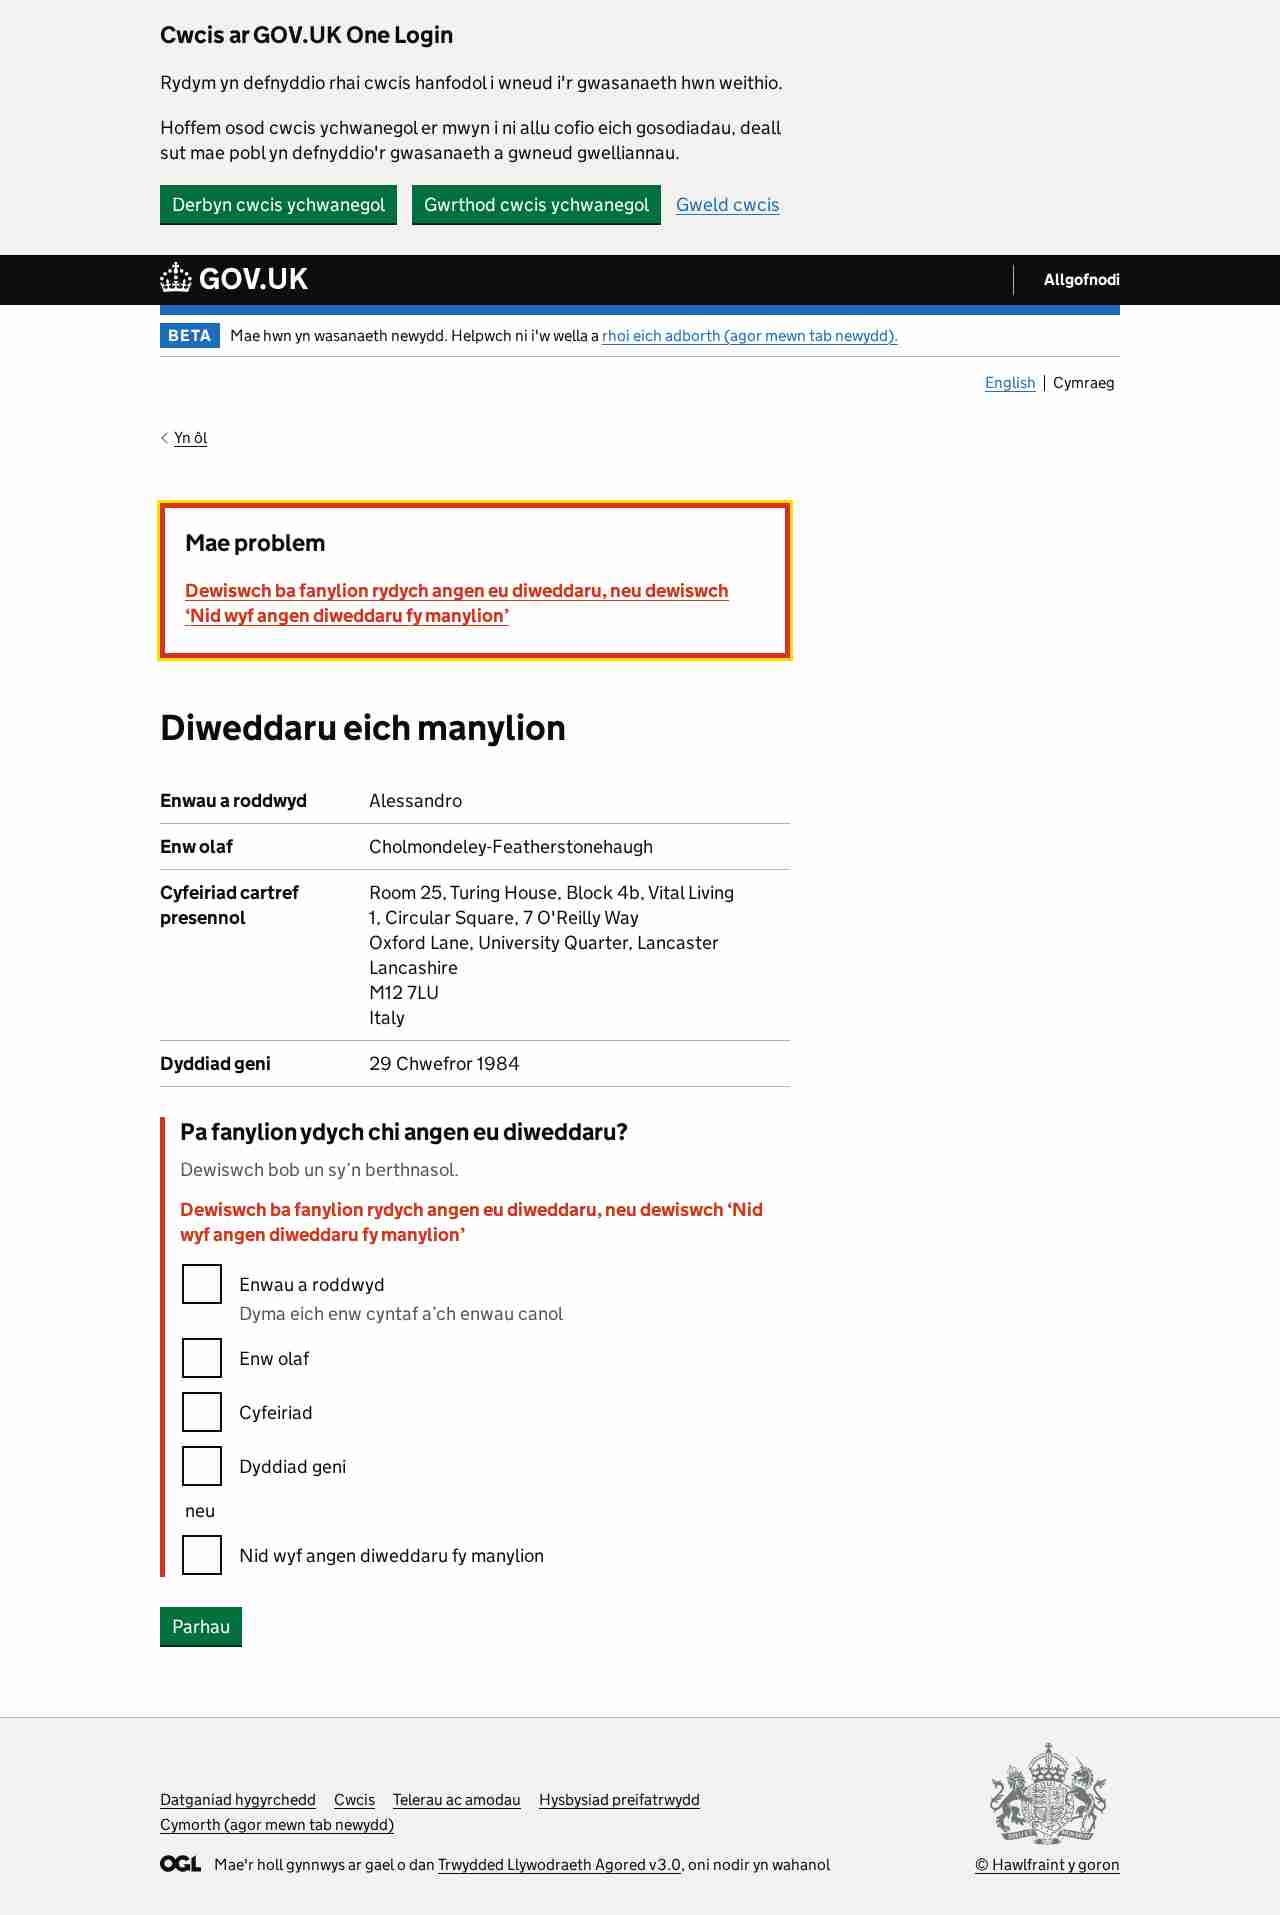 Cwcis ar GOV.UK One Login
Rydym yn defnyddio rhai cwcis hanfodol i wneud i'r gwasanaeth hwn weithio.
Hoffem osod cwcis ychwanegol er mwyn i ni allu cofio eich gosodiadau, deall
sut mae pobl yn defnyddio'r gwasanaeth a gwneud gwelliannau.
Derbyn cwcis ychwanegol Gwrthod cwcis ychwanegol Gweld cwcis
GOV.UK Allgofnodi
BETA Mae hwn yn wasanaeth newydd. Helpwch ni i'w wella a rhoi eich adborth (agor mewn tab newydd).
English | Cymraeg
Yn ôl
Mae problem
Dewiswch ba fanylion rydych angen eu diweddaru, neu dewiswch
‘Nid wyf angen diweddaru fy manylion’
Diweddaru eich manylion
Enwau a roddwyd Alessandro
Enw olaf Cholmondeley-Featherstonehaugh
Cyfeiriad cartref presennol
Room 25, Turing House, Block 4b, Vital Living
1, Circular Square, 7 O'Reilly Way
Oxford Lane, University Quarter, Lancaster
Lancashire
M12 7LU
Italy
Dyddiad geni 29 Chwefror 1984
Pa fanylion ydych chi angen eu diweddaru?
Dewiswch bob un sy’n berthnasol.
Dewiswch ba fanylion rydych angen eu diweddaru, neu dewiswch ‘Nid
wyf angen diweddaru fy manylion’
Enwau a roddwyd
Dyma eich enw cyntaf a’ch enwau canol
Enw olaf
Cyfeiriad
Dyddiad geni
neu
Nid wyf angen diweddaru fy manylion
Parhau
Datganiad hygyrchedd Cwcis Telerau ac amodau Hysbysiad preifatrwydd
Cymorth (agor mewn tab newydd)
OGL Mae'r holl gynnwys ar gael o dan Trwydded Llywodraeth Agored v3.0, oni nodir yn wahanol
© Hawlfraint y goron